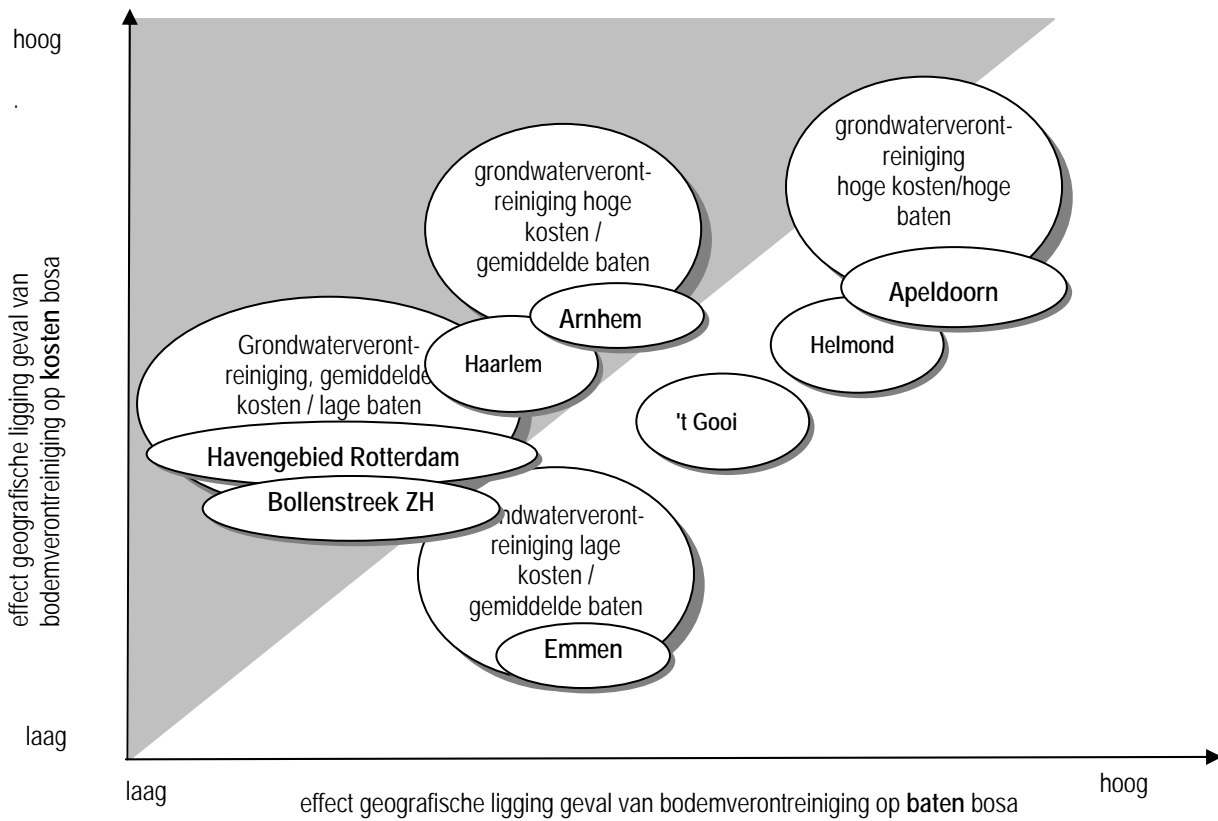 hoog
.
effect geografische ligging geval van
bodemverontreiniging op kosten bosa
grondwaterveront-
reiniging
hoge kosten/hoge
baten
Apeldoorn
grondwaterveront-
reiniging hoge
kosten /
gemiddelde baten
Arnhem
Haarlem
Helmond
't Gooi
Grondwaterveront-
reiniging, gemiddelde
kosten / lage baten
Havengebied Rotterdam
Bollenstreek ZH
ndwaterveront-
reiniging lage
kosten /
gemiddelde baten
Emmen
laag
laag
hoog
effect geografische ligging geval van bodemverontreiniging op baten bosa